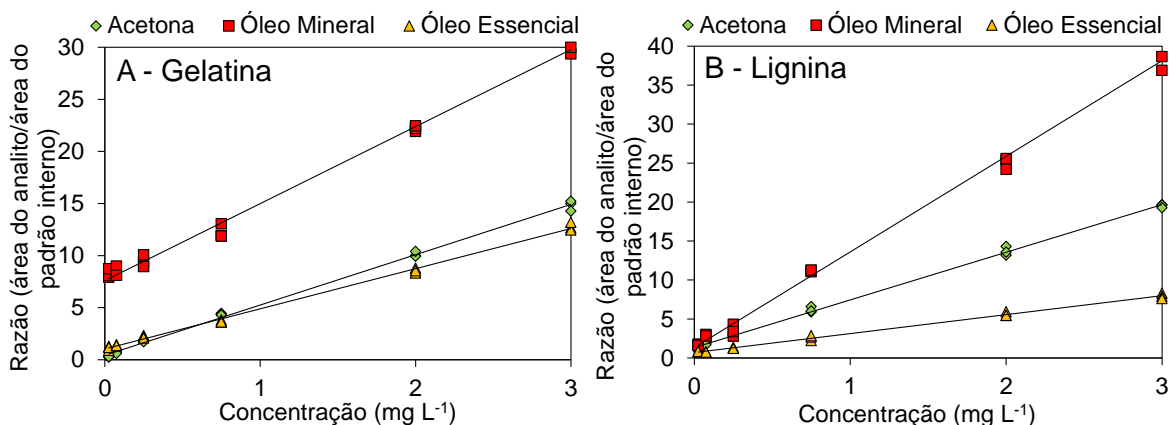 Acetona Óleo Mineral Óleo Essencial
A - Gelatina
Razão (área do analito/área do
padrão interno)
30
25
20
15
10
5
0
0 1 2 3
Concentração (mg L⁻¹)
Acetona Óleo Mineral Óleo Essencial
B - Lignina
Razão (área do analito/área do
padrão interno)
40
35
30
25
20
15
10
5
0
0 1 2 3
Concentração (mg L⁻¹)